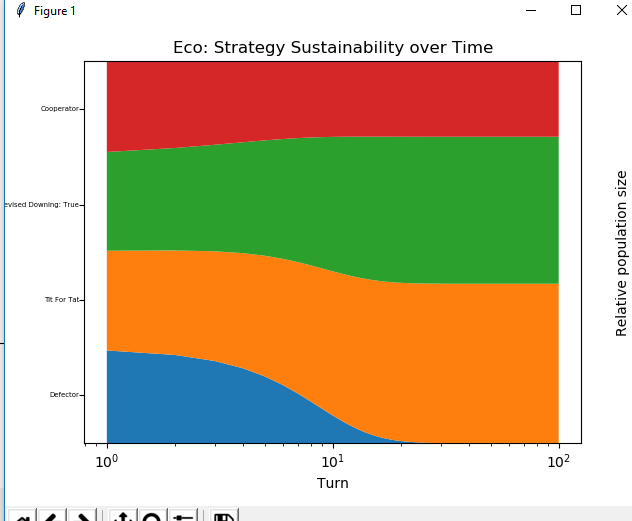 Figure 1
Eco: Strategy Sustainability over Time
Cooperator
evised Downing: True
Tit For Tat
Defector
10⁰ 10¹ 10²
Turn
Relative population size